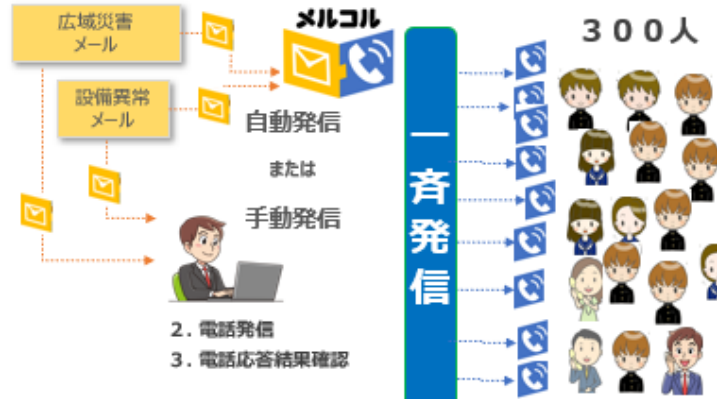 広域災害
メール
設備異常
メール
メルコル
自動発信
または
手動発信
2. 電話発信
3. 電話応答結果確認
一斉発信
300人